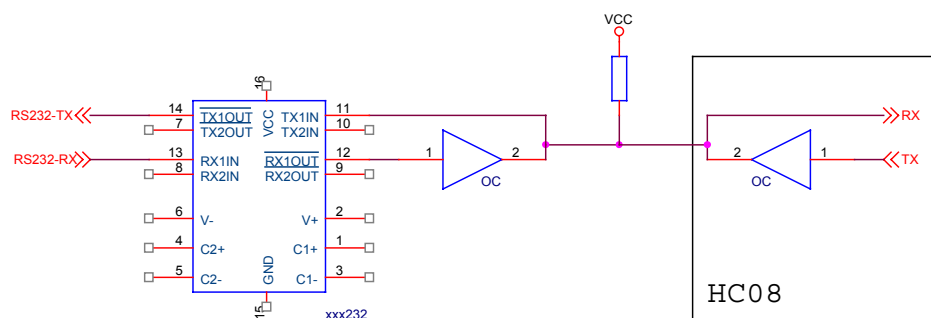 VCC
16
RS232-TX
14
TX1OUT
VCC
TX1IN
11
7
TX2OUT
TX2IN
10
RX
RS232-RX
13
RX1IN
RX1OUT
12
1
2
2
1
TX
8
RX2IN
RX2OUT
9
OC
OC
6
V-
V+
2
4
C2+
C1+
1
5
C2-
GND
C1-
3
HC08
15
xxx232